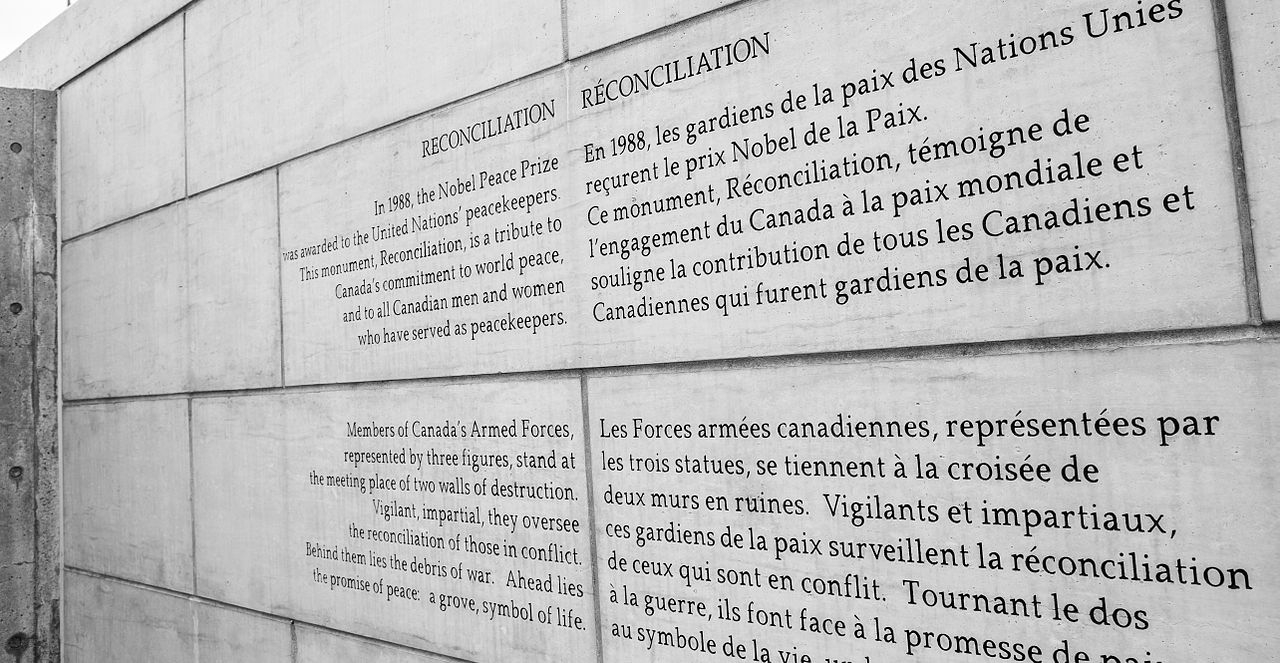 RECONCILIATION
In 1988, the Nobel Peace Prize
was awarded to the United Nations' peacekeepers.
This monument, Reconciliation, is a tribute to
Canada's commitment to world peace,
and to all Canadian men and women
who have served as peacekeepers.
Members of Canada's Armed Forces,
represented by three figures, stand at
the meeting place of two walls of destruction.
Vigilant, impartial, they oversee
the reconciliation of those in conflict.
Behind them lies the debris of war. Ahead lies
the promise of peace: a grove, symbol of life.
RÉCONCILIATION
En 1988, les gardiens de la paix des Nations Unies
reçurent le prix Nobel de la Paix.
Ce monument, Réconciliation, témoigne de
l'engagement du Canada à la paix mondiale et
souligne la contribution de tous les Canadiens et
Canadiennes qui furent gardiens de la paix.
Les Forces armées canadiennes, représentées par
les trois statues, se tiennent à la croisée de
deux murs en ruines. Vigilants et impartiaux,
ces gardiens de la paix surveillent la réconciliation
de ceux qui sont en conflit. Tournant le dos
à la guerre, ils font face à la promesse de paix
au symbole de la vie